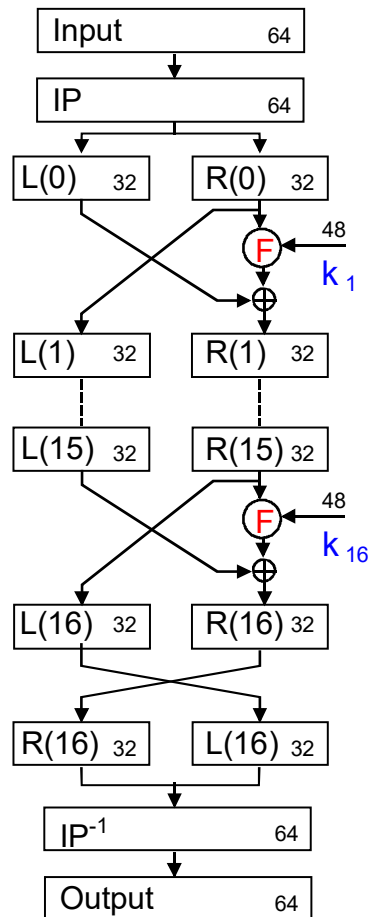 Input 64
IP 64
L(0) 32 R(0) 32
F 48
k 1
L(1) 32 R(1) 32
L(15) 32 R(15) 32
F 48
k 16
L(16) 32 R(16) 32
R(16) 32 L(16) 32
IP-1 64
Output 64